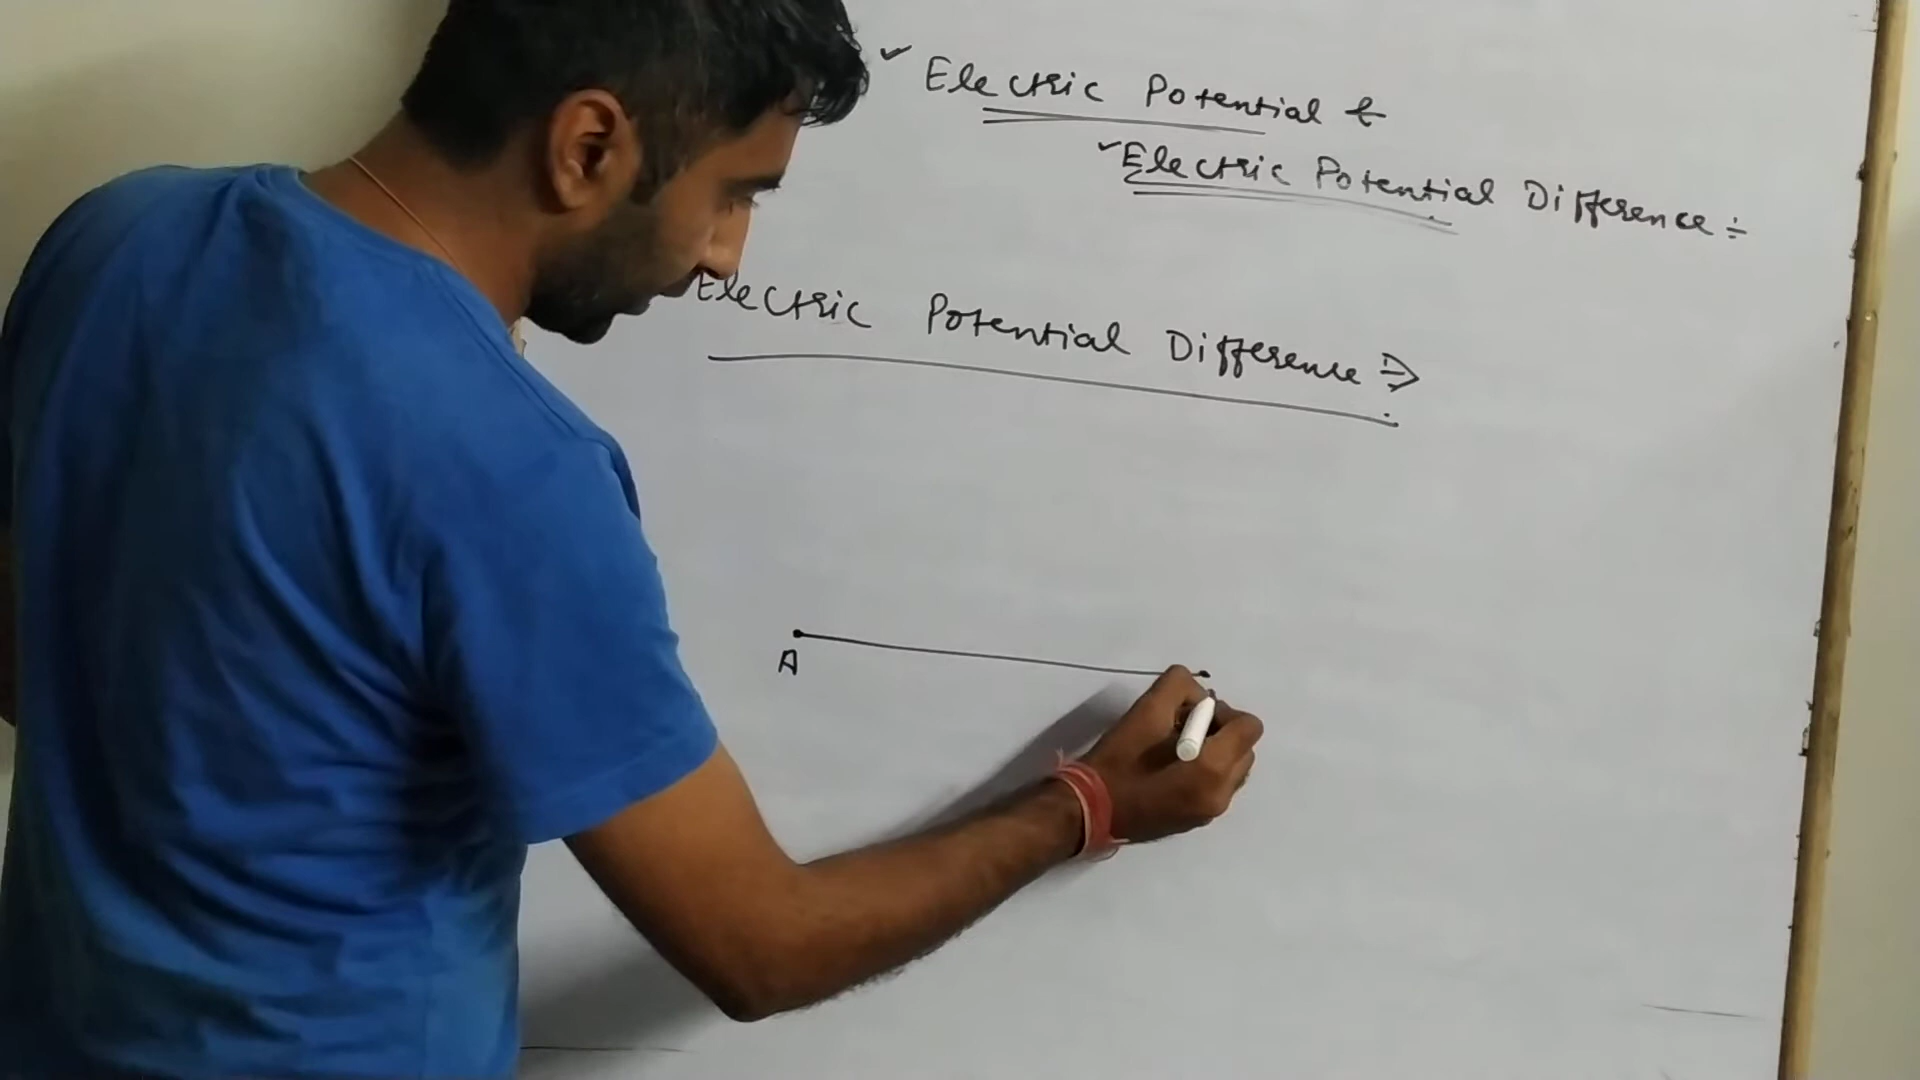 Electric Potential &
Electric Potential Difference ÷
Electric Potential Difference ⇒
A